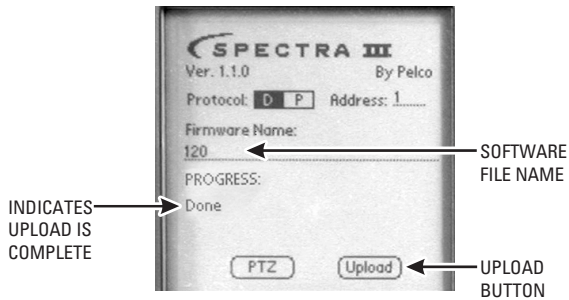 SPECTRA III
Ver. 1.1.0 By Pelco
Protocol: D P Address: 1
Firmware Name:
120
SOFTWARE
FILE NAME
PROGRESS:
Done
INDICATES
UPLOAD IS
COMPLETE
PTZ Upload
UPLOAD
BUTTON